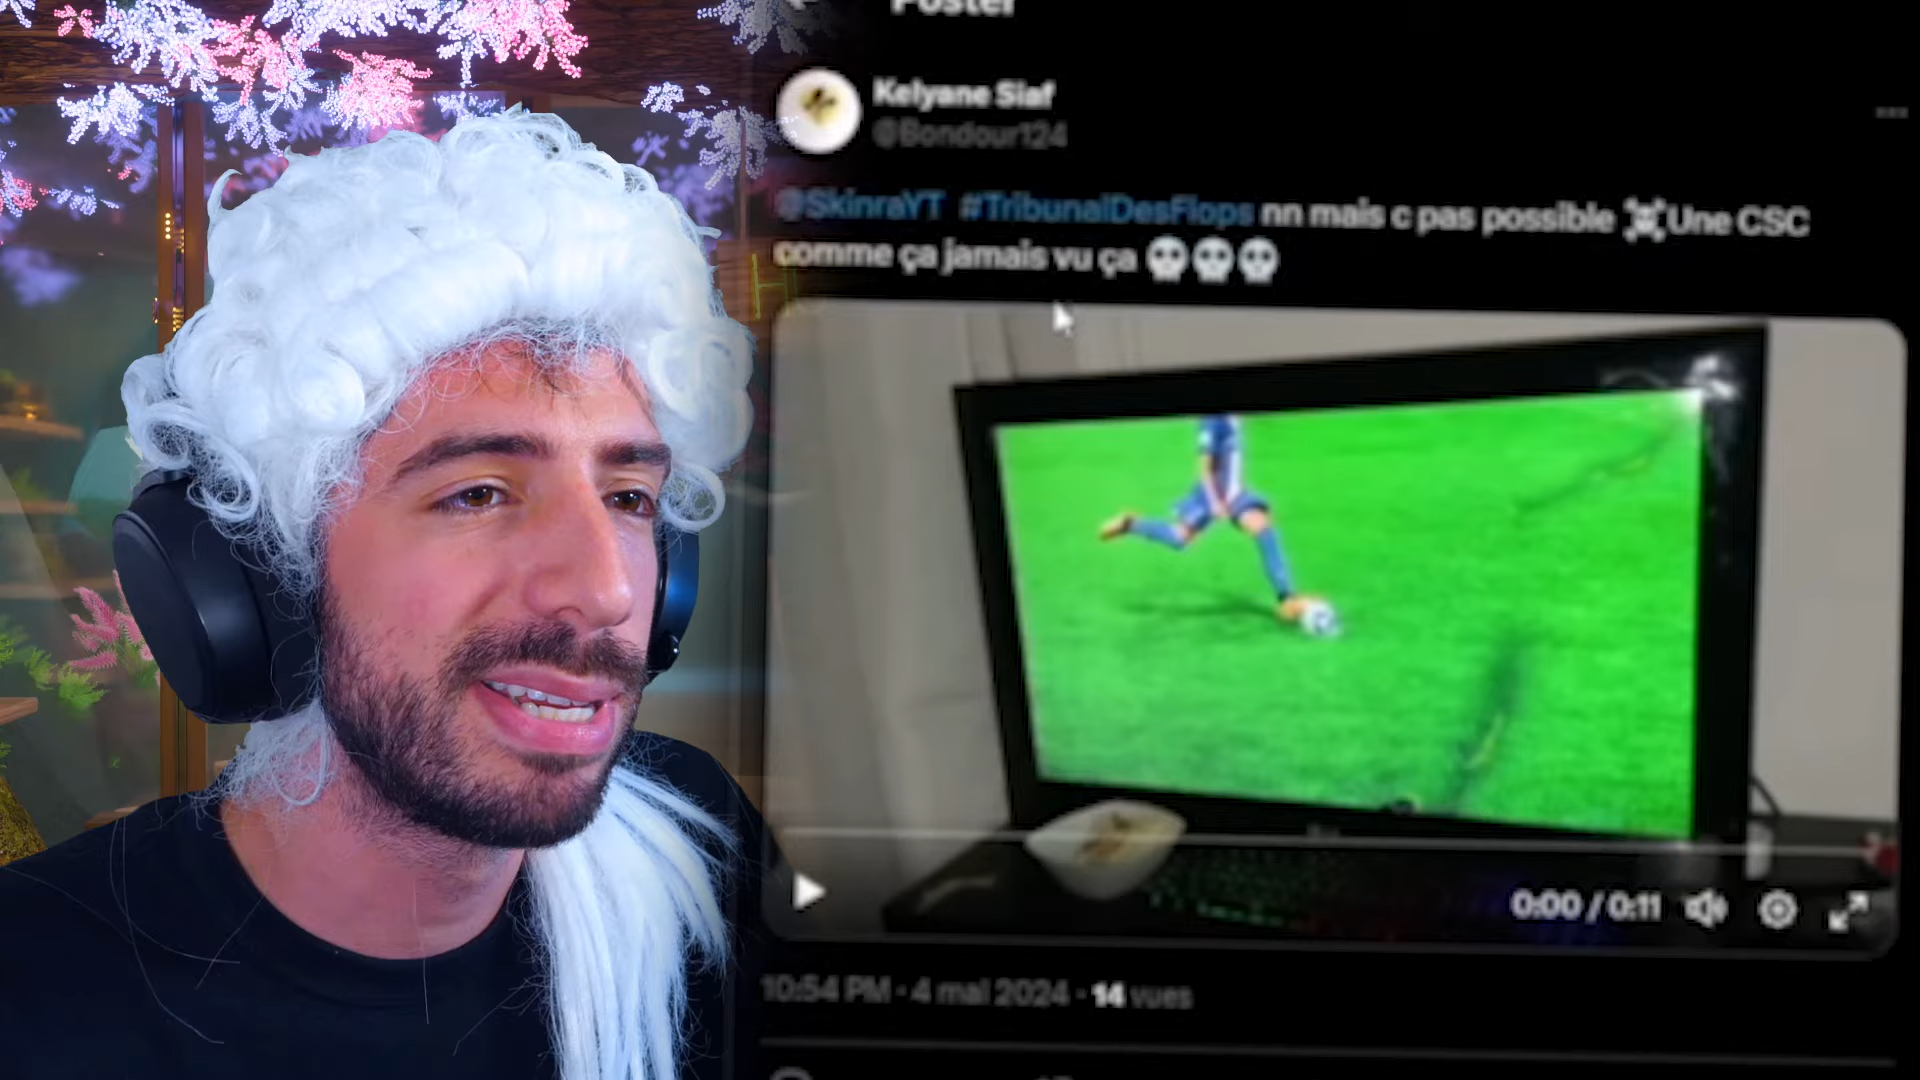 Poster
Kelyane Siaf
@Bondour124
@SkinraYT #TribunalDesFlops nn mais c pas possible ☠️Une CSC
comme ça jamais vu ça 💀💀💀
0:00 / 0:11
10:54 PM · 4 mai 2024 · 14 vues